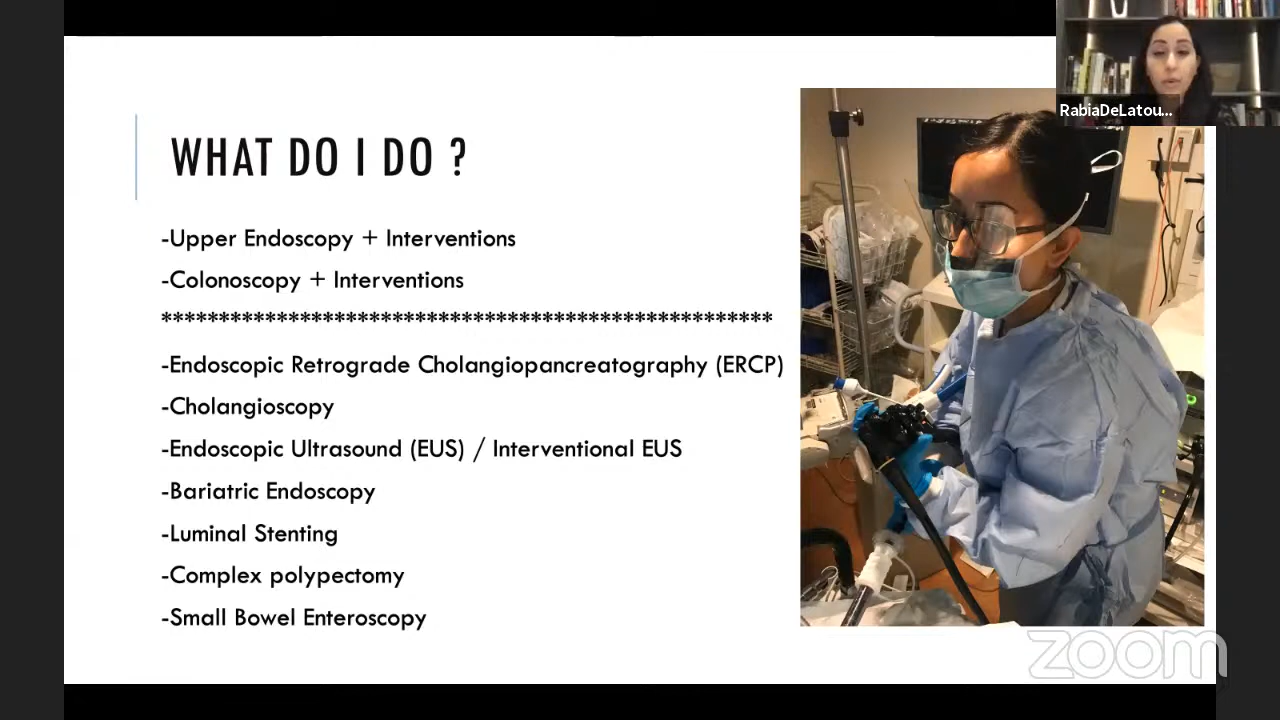 RabiaDeLatou...
WHAT DO I DO ?
-Upper Endoscopy + Interventions
-Colonoscopy + Interventions
*****************************************************
-Endoscopic Retrograde Cholangiopancreatography (ERCP)
-Cholangioscopy
-Endoscopic Ultrasound (EUS) / Interventional EUS
-Bariatric Endoscopy
-Luminal Stenting
-Complex polypectomy
-Small Bowel Enteroscopy
zoom